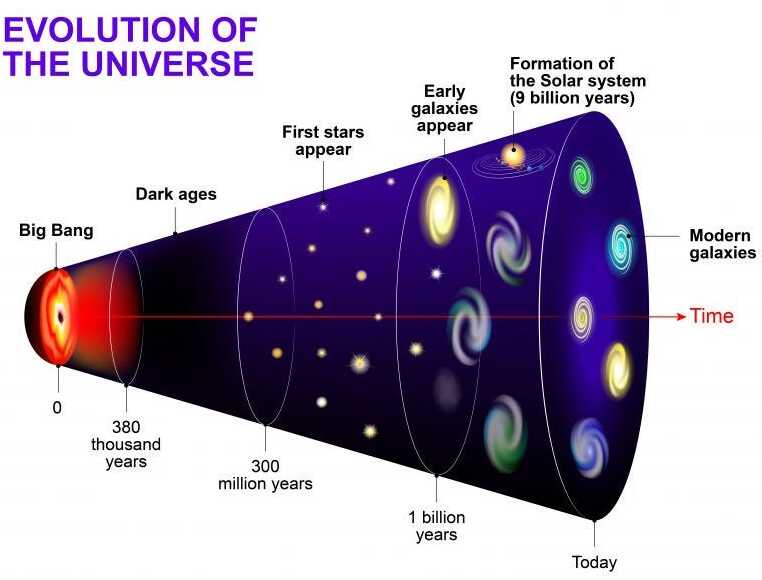 EVOLUTION OF
THE UNIVERSE
Formation of
the Solar system
(9 billion years)
Early
galaxies
appear
First stars
appear
Dark ages
Big Bang
Modern
galaxies
Time
0
380
thousand
years
300
million years
1 billion
years
Today